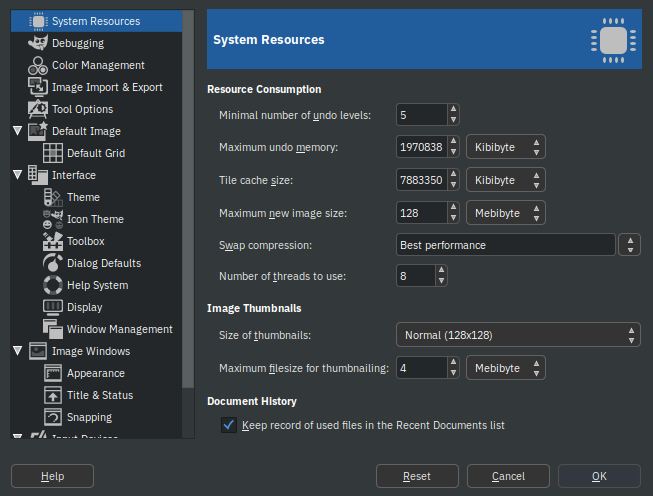 System Resources
Debugging
Color Management
Image Import & Export
Tool Options
Default Image
Default Grid
Interface
Theme
Icon Theme
Toolbox
Dialog Defaults
Help System
Display
Window Management
Image Windows
Appearance
Title & Status
Snapping
Input Devices
System Resources
Resource Consumption
Minimal number of undo levels: 5
Maximum undo memory: 1970838 Kibibyte
Tile cache size: 7883350 Kibibyte
Maximum new image size: 128 Mebibyte
Swap compression: Best performance
Number of threads to use: 8
Image Thumbnails
Size of thumbnails: Normal (128x128)
Maximum filesize for thumbnailing: 4 Mebibyte
Document History
Keep record of used files in the Recent Documents list
Help Reset Cancel OK